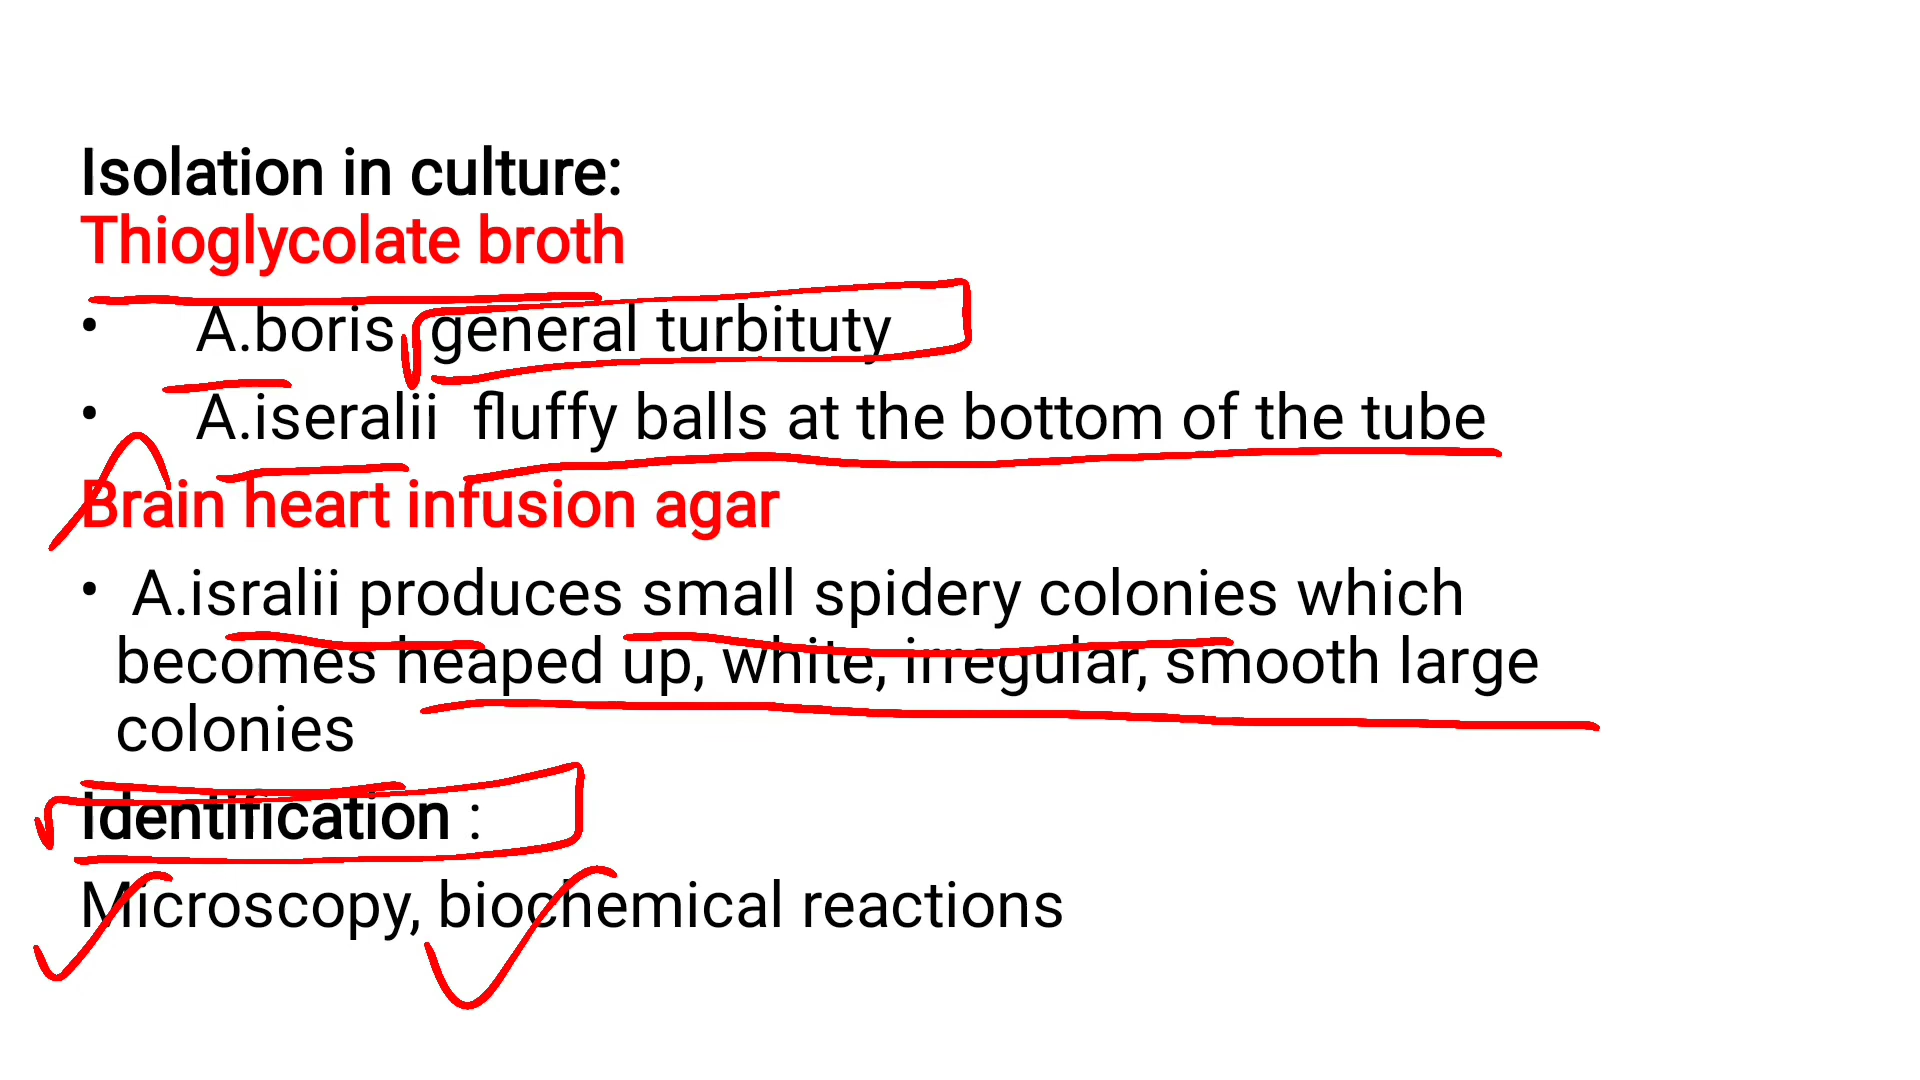 Isolation in culture:
Thioglycolate broth
• A.boris general turbituty
• A.iseralii fluffy balls at the bottom of the tube
Brain heart infusion agar
• A.isralii produces small spidery colonies which
becomes heaped up, white, irregular, smooth large
colonies
Identification :
Microscopy, biochemical reactions